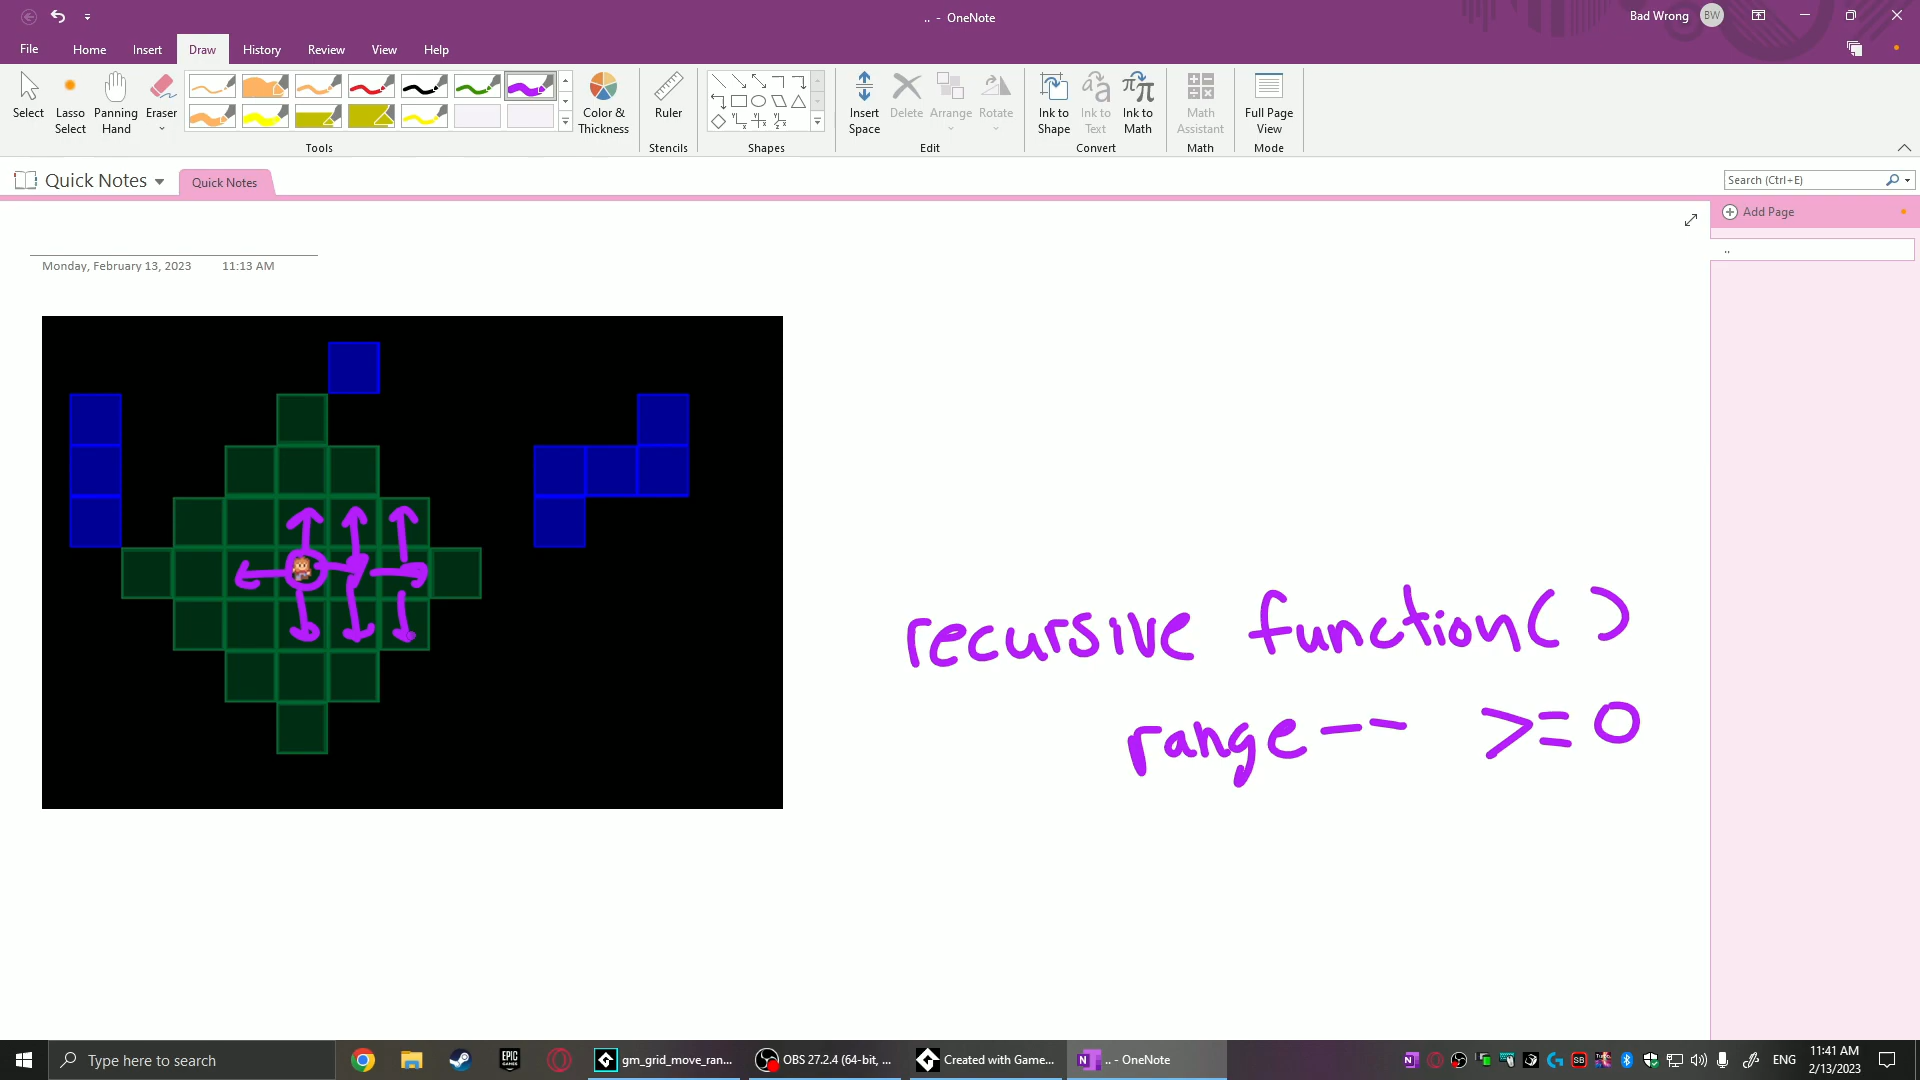 .. - OneNote
Bad Wrong
BW
File
Home
Insert
Draw
History
Review
View
Help
Select
Lasso
Select
Panning
Hand
Eraser
Color &
Thickness
Ruler
Insert
Space
Delete
Arrange
Rotate
Ink to
Shape
Ink to
Text
Ink to
Math
Math
Assistant
Full Page
View
Tools
Stencils
Shapes
Edit
Convert
Math
Mode
Quick Notes
Quick Notes
Search (Ctrl+E)
Add Page
..
Monday, February 13, 2023 11:13 AM
recursive function()
range-- >=0
Type here to search
EPIC
GAMES
gm_grid_move_ran...
OBS 27.2.4 (64-bit, ...
Created with Game...
.. - OneNote
ENG
11:41 AM
2/13/2023